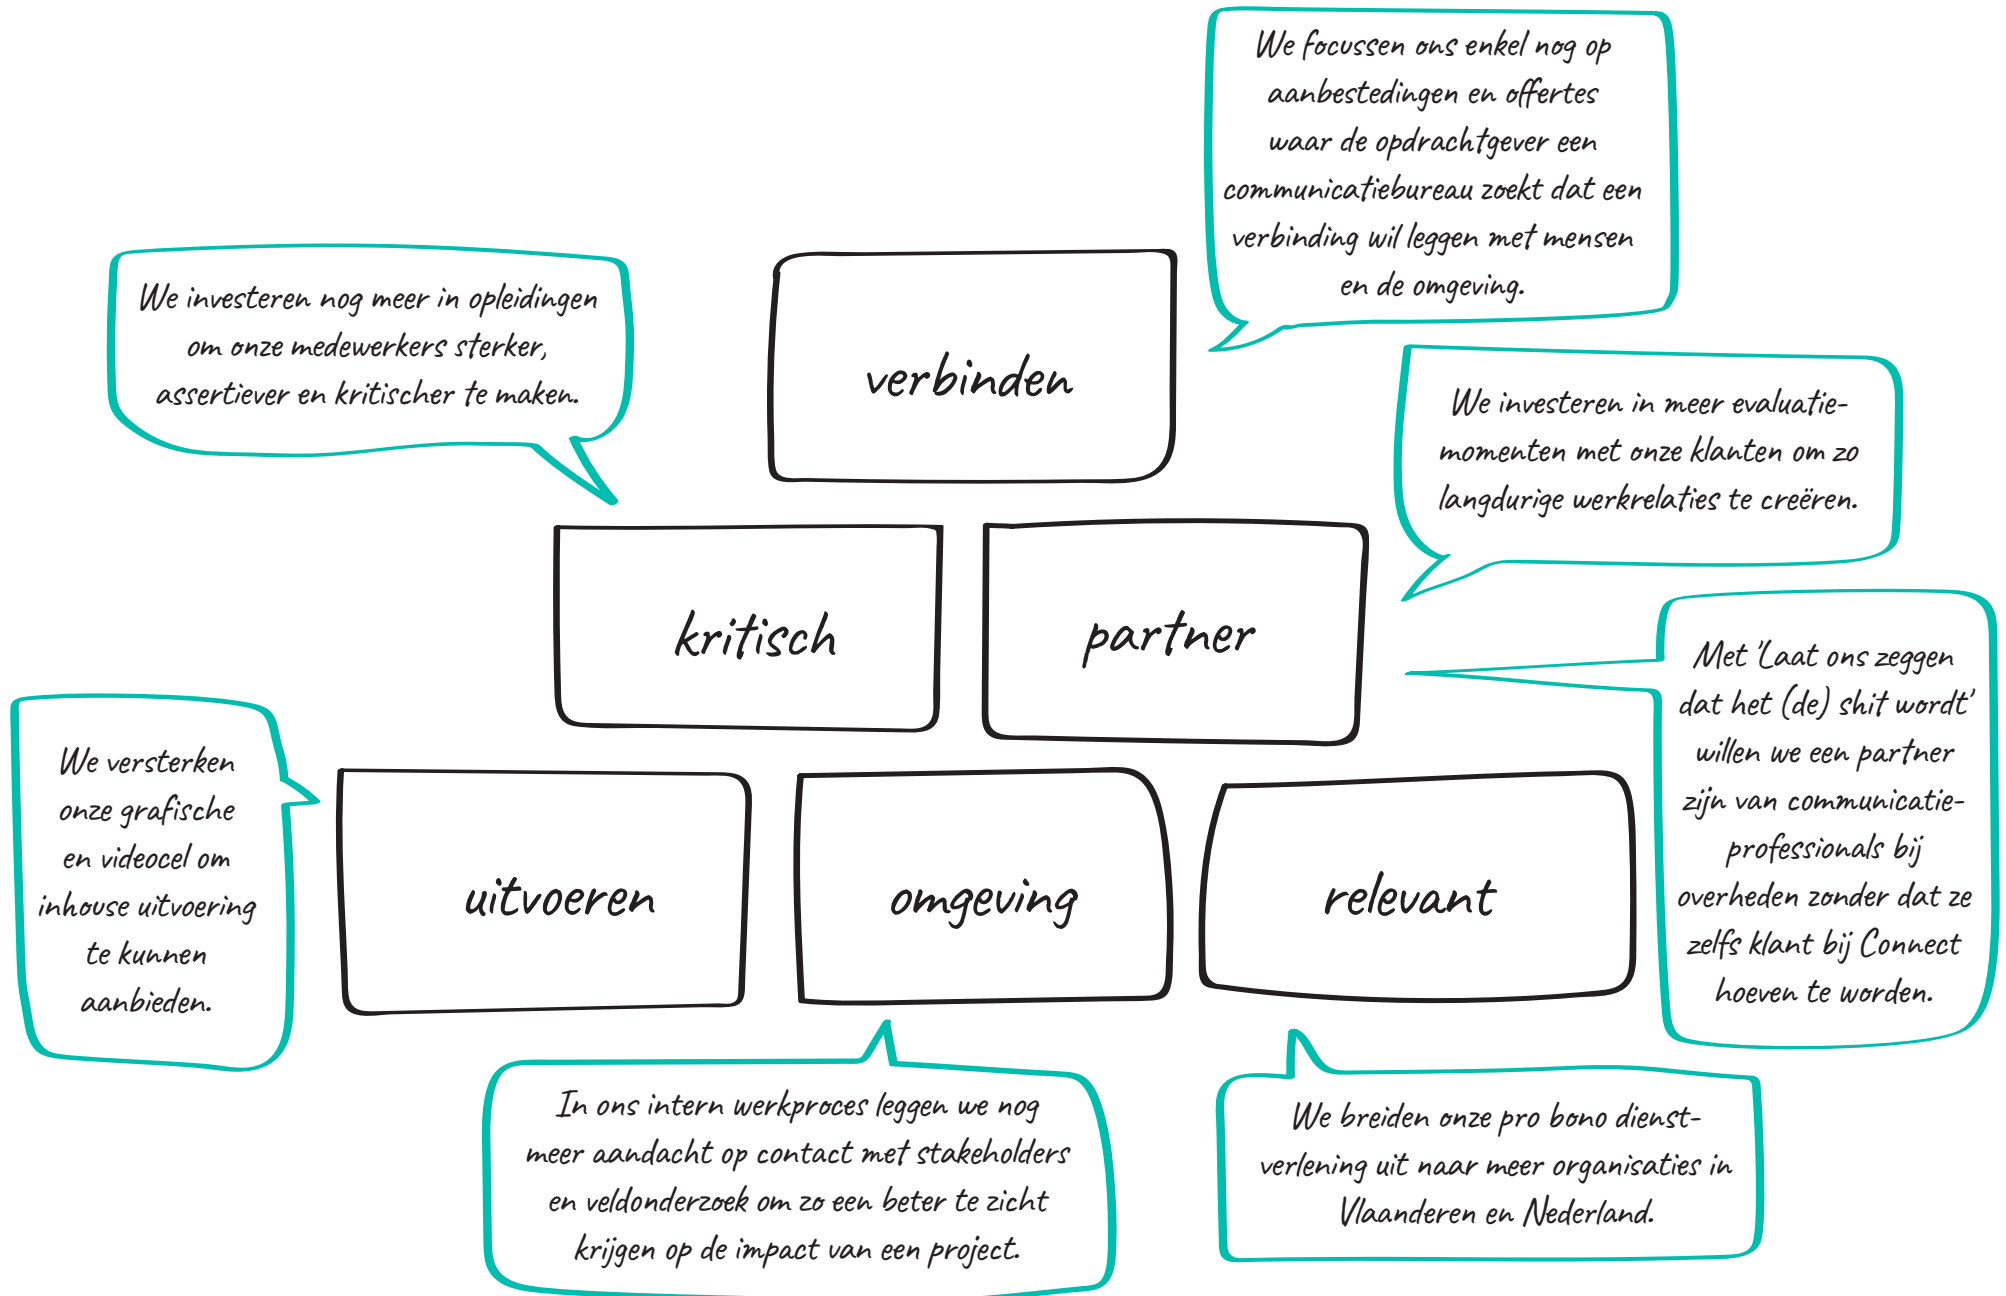 We focussen ons enkel nog op
aanbestedingen en offertes
waar de opdrachtgever een
communicatiebureau zoekt dat een
verbinding wil leggen met mensen
en de omgeving.
We investeren nog meer in opleidingen
om onze medewerkers sterker,
assertiever en kritischer te maken.
verbinden
We investeren in meer evaluatie-
momenten met onze klanten om zo
langdurige werkrelaties te creëren.
kritisch
partner
Met 'Laat ons zeggen
dat het (de) shit wordt'
willen we een partner
zijn van communicatie-
professionals bij
overheden zonder dat ze
zelfs klant bij Connect
hoeven te worden.
We versterken
onze grafische
en videocel om
inhouse uitvoering
te kunnen
aanbieden.
uitvoeren
omgeving
relevant
In ons intern werkproces leggen we nog
meer aandacht op contact met stakeholders
en veldonderzoek om zo een beter te zicht
krijgen op de impact van een project.
We breiden onze pro bono dienst-
verlening uit naar meer organisaties in
Vlaanderen en Nederland.